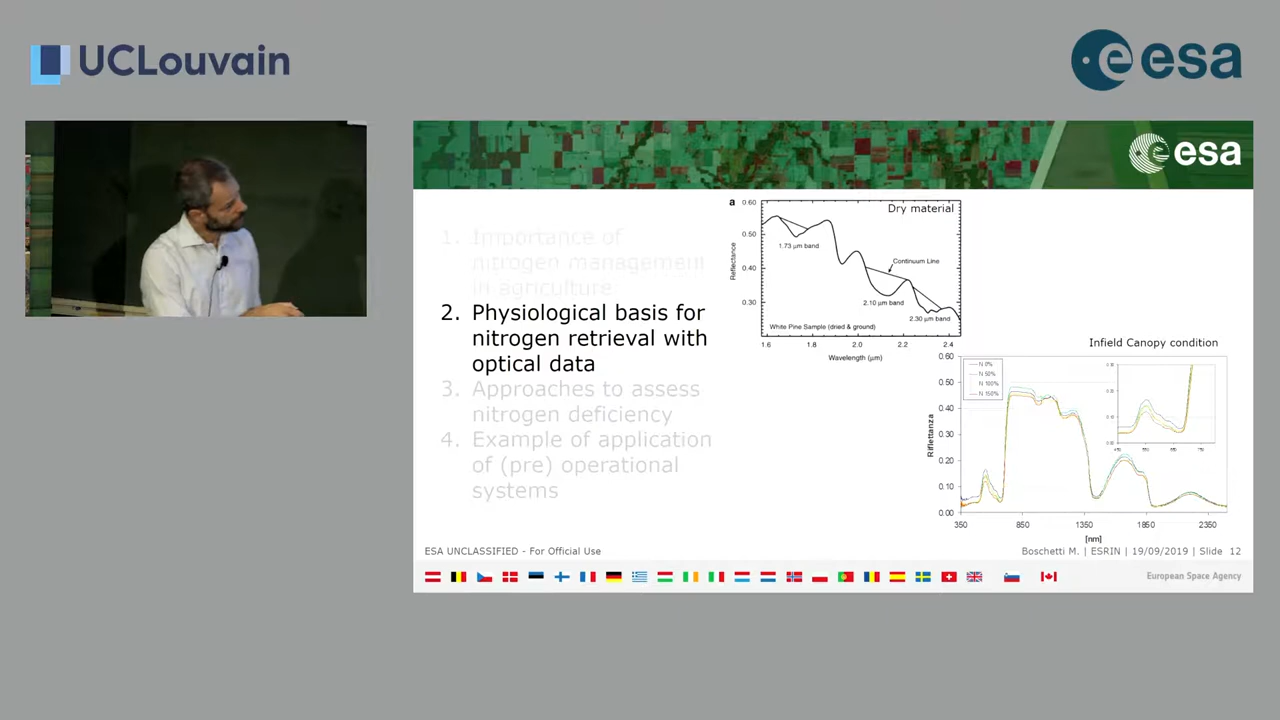 UCLouvain
esa
esa
1. Importance of
nitrogen management
in agriculture
2. Physiological basis for
nitrogen retrieval with
optical data
3. Approaches to assess
nitrogen deficiency
4. Example of application
of (pre) operational
systems
a
Dry material
0.60
0.50
0.40
0.30
Reflectance
1.73 µm band
Continuum Line
2.10 µm band
2.30 µm band
White Pine Sample (dried & ground)
1.6 1.8 2.0 2.2 2.4
Wavelength (µm)
Infield Canopy condition
0.60
0.50
0.40
0.30
0.20
0.10
0.00
Riflettanza
N 0%
N 50%
N 100%
N 150%
350 850 1350 1850 2350
[nm]
ESA UNCLASSIFIED - For Official Use
Boschetti M. | ESRIN | 19/09/2019 | Slide 12
European Space Agency